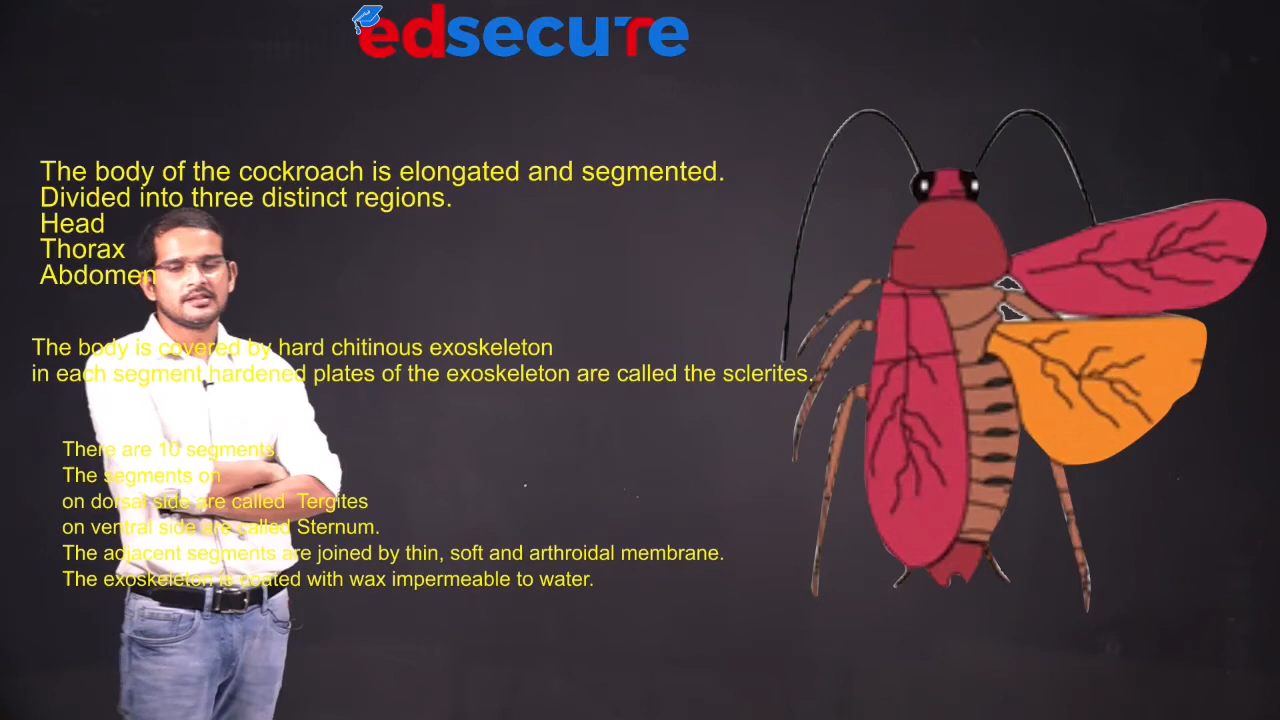 edsecure
The body of the cockroach is elongated and segmented.
Divided into three distinct regions.
Head
Thorax
Abdomen
The body is covered by hard chitinous exoskeleton
in each segment hardened plates of the exoskeleton are called the sclerites.
There are 10 segments
The segments on
on dorsal side are called Tergites
on ventral side are called Sternum.
The adjacent segments are joined by thin, soft and arthroidal membrane.
The exoskeleton is coated with wax impermeable to water.